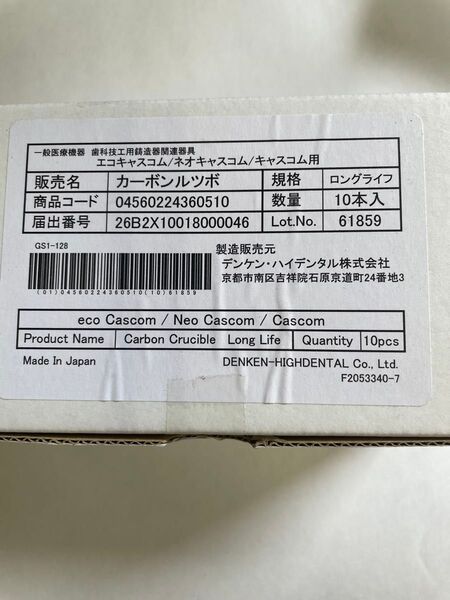 一般医療機器 歯科技工用鋳造器関連器具
エコキャスコム/ネオキャスコム/キャスコム用
販売名 カーボンルツボ 規格 ロングライフ
商品コード 04560224360510 数量 10本入
届出番号 26B2X10018000046 Lot.No. 61859
GS1-128
(01)04560224360510(10)61859
製造販売元
デンケン・ハイデンタル株式会社
京都市南区吉祥院石原京道町24番地3
eco Cascom / Neo Cascom / Cascom
Product Name Carbon Crucible Long Life Quantity 10pcs
Made In Japan DENKEN-HIGHDENTAL Co., Ltd.
F2053340-7